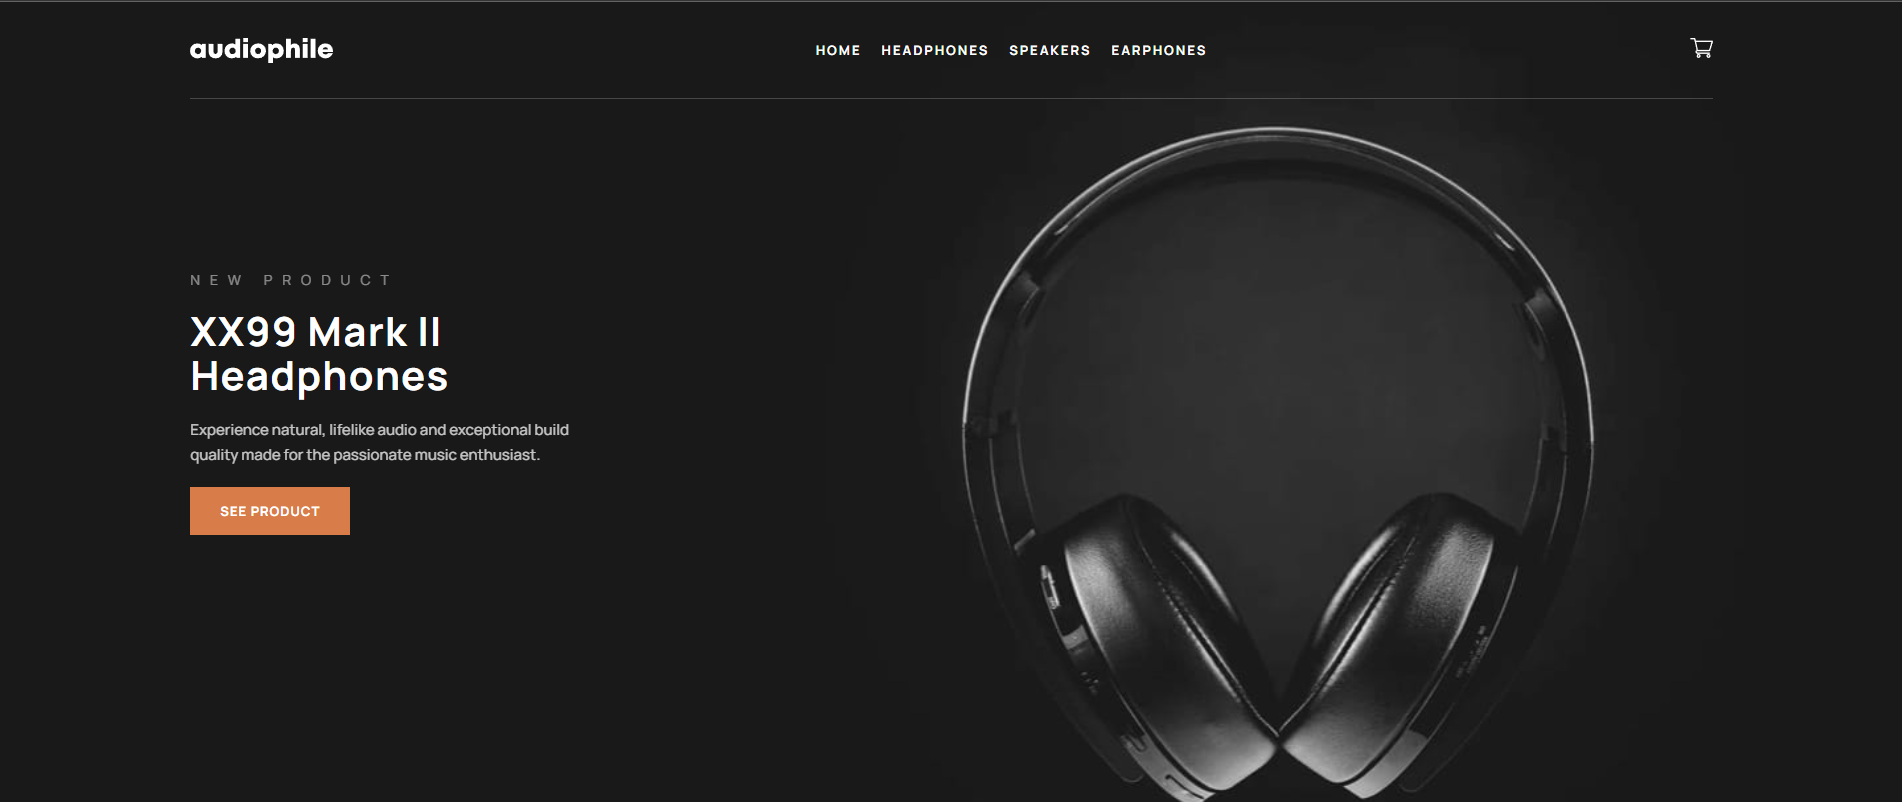 audiophile
HOME HEADPHONES SPEAKERS EARPHONES
NEW PRODUCT
XX99 Mark II
Headphones
Experience natural, lifelike audio and exceptional build
quality made for the passionate music enthusiast.
SEE PRODUCT